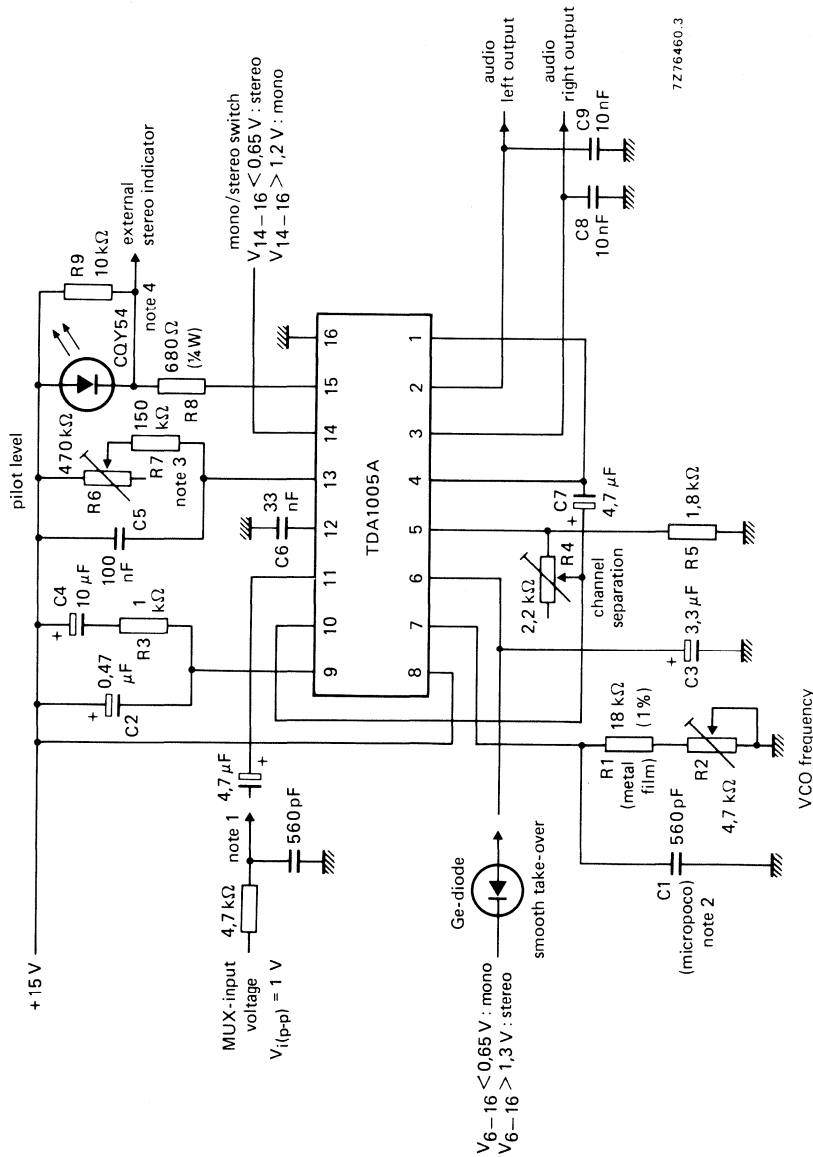 +15 V
MUX-input
voltage
Vi(p-p) = 1 V
4,7 kΩ
note 1
560 pF
4,7 µF
+
C2
0,47
µF
+
C4
10 µF
+
R3
1
kΩ
pilot level
100
nF
C5
470 kΩ
R6
R7
150
kΩ
note 3
R9
10 kΩ
CQY54
note 4
external
stereo indicator
680 Ω
(¼W)
R8
mono/stereo switch
V14–16 < 0,65 V : stereo
V14–16 > 1,2 V : mono
C6
33
nF
9
10
11
12
13
14
15
16
TDA1005A
8
7
6
5
4
3
2
1
audio
left output
audio
right output
C8
10 nF
C9
10 nF
C7
4,7 µF
+
2,2 kΩ
R4
channel
separation
R5
1,8 kΩ
C3
3,3 µF
+
R1
(metal
film)
18 kΩ
(1%)
R2
4,7 kΩ
VCO frequency
C1
560 pF
(micropoco)
note 2
Ge-diode
smooth take-over
V6–16 < 0,65 V : mono
V6–16 > 1,3 V : stereo
7Z76460.3